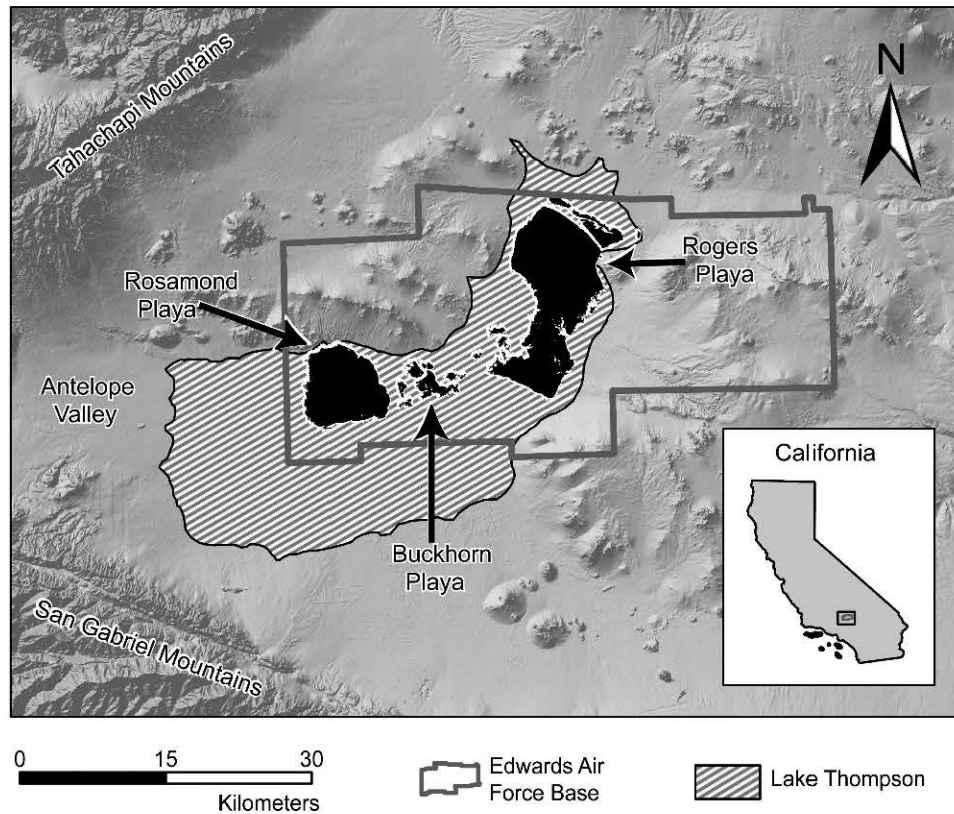 Tahachapi Mountains
N
Rosamond
Playa
Rogers
Playa
Antelope
Valley
Buckhorn
Playa
San Gabriel Mountains
California
0 15 30
Kilometers
Edwards Air
Force Base
Lake Thompson